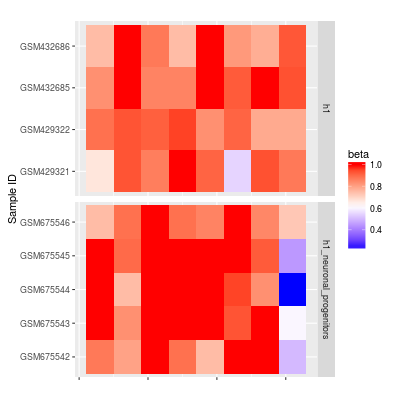 Sample ID
GSM432686
GSM432685
GSM429322
GSM429321
h1
GSM675546
GSM675545
GSM675544
GSM675543
GSM675542
h1_neuronal_progenitors
beta
1.0
0.8
0.6
0.4